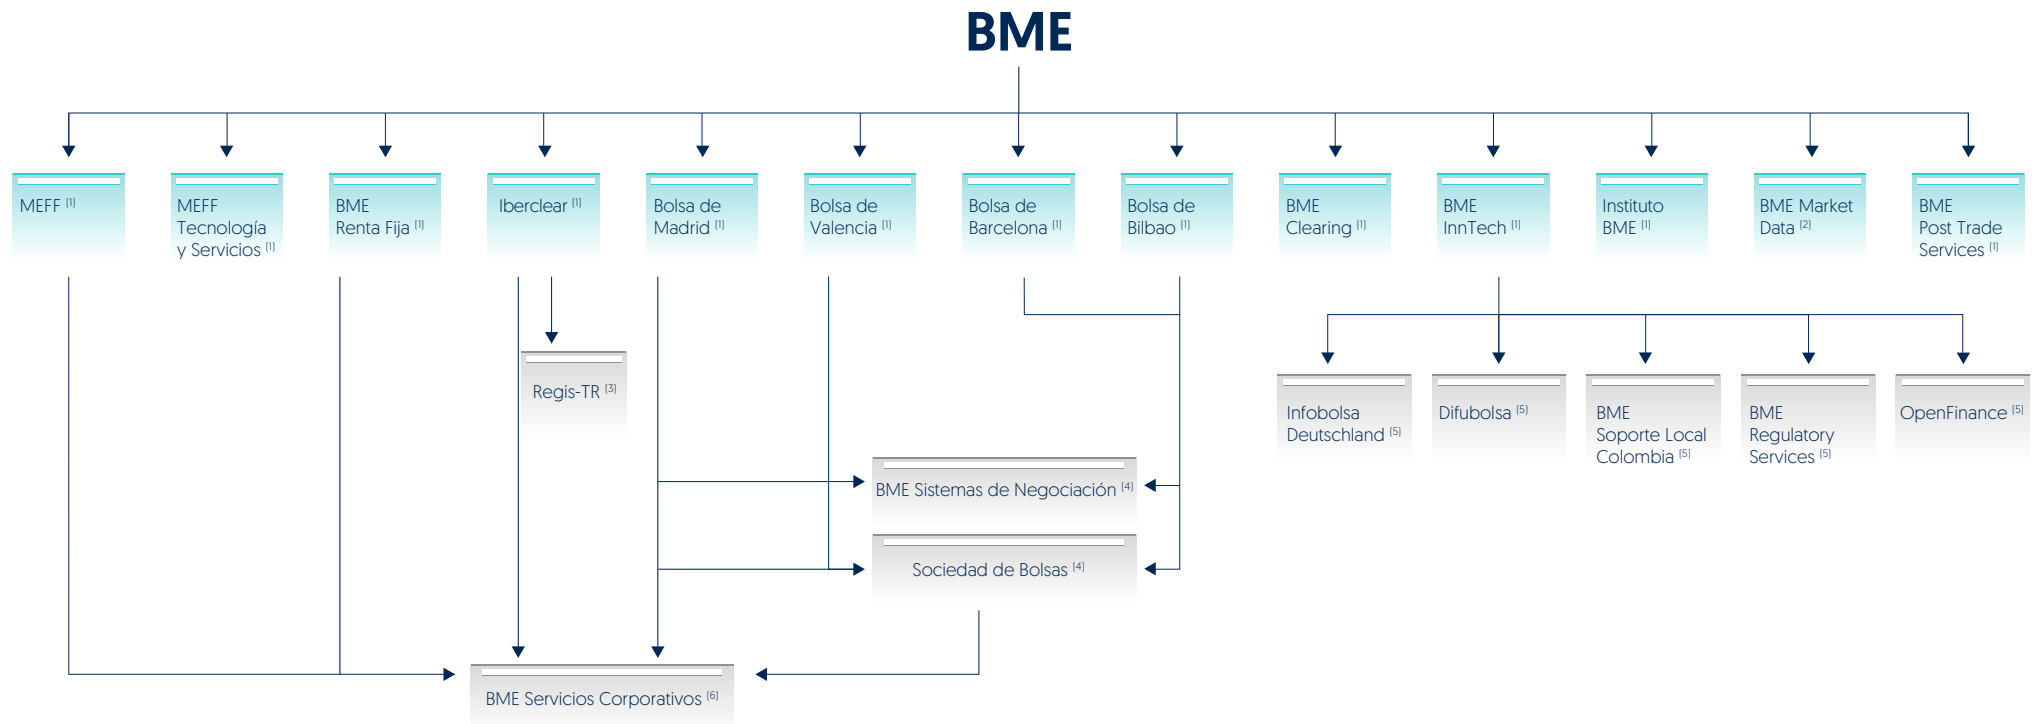 BME
MEFF [1]
MEFF
Tecnología
y Servicios [1]
BME
Renta Fija [1]
Iberclear [1]
Bolsa de
Madrid [1]
Bolsa de
Valencia [1]
Bolsa de
Barcelona [1]
Bolsa de
Bilbao [1]
BME
Clearing [1]
BME
InnTech [1]
Instituto
BME [1]
BME Market
Data [2]
BME
Post Trade
Services [1]
Regis-TR [3]
Infobolsa
Deutschland [5]
Difubolsa [5]
BME
Soporte Local
Colombia [5]
BME
Regulatory
Services [5]
OpenFinance [5]
BME Sistemas de Negociación [4]
Sociedad de Bolsas [4]
BME Servicios Corporativos [6]